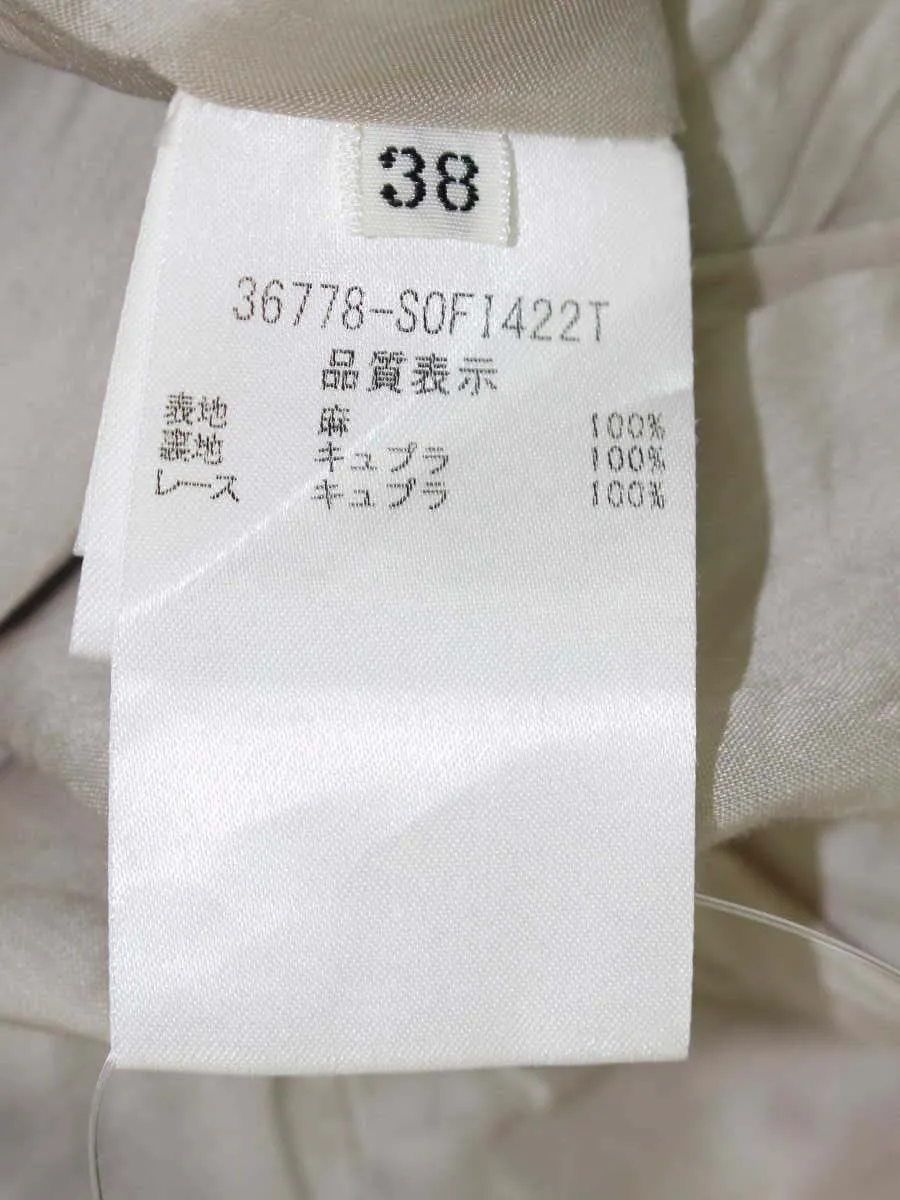 38
36778-SOFI422T
品質表示
表地 麻 100%
裏地 キュプラ 100%
レース キュプラ 100%